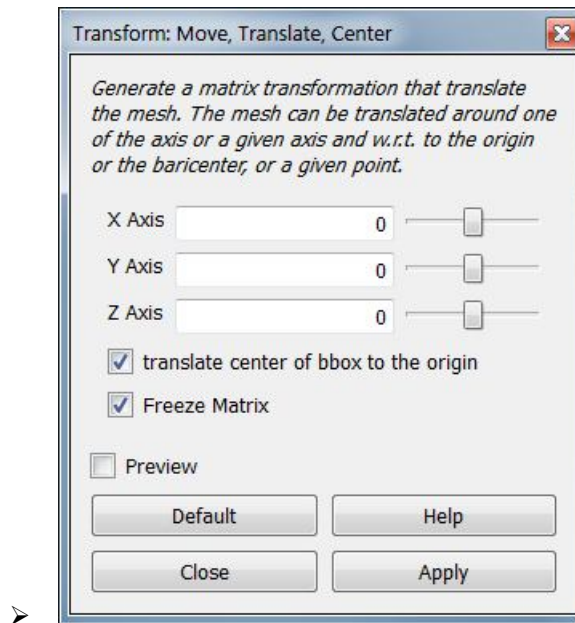 Transform: Move, Translate, Center
Generate a matrix transformation that translate
the mesh. The mesh can be translated around one
of the axis or a given axis and w.r.t. to the origin
or the baricenter, or a given point.
X Axis 0
Y Axis 0
Z Axis 0
translate center of bbox to the origin
Freeze Matrix
Preview
Default Help
Close Apply